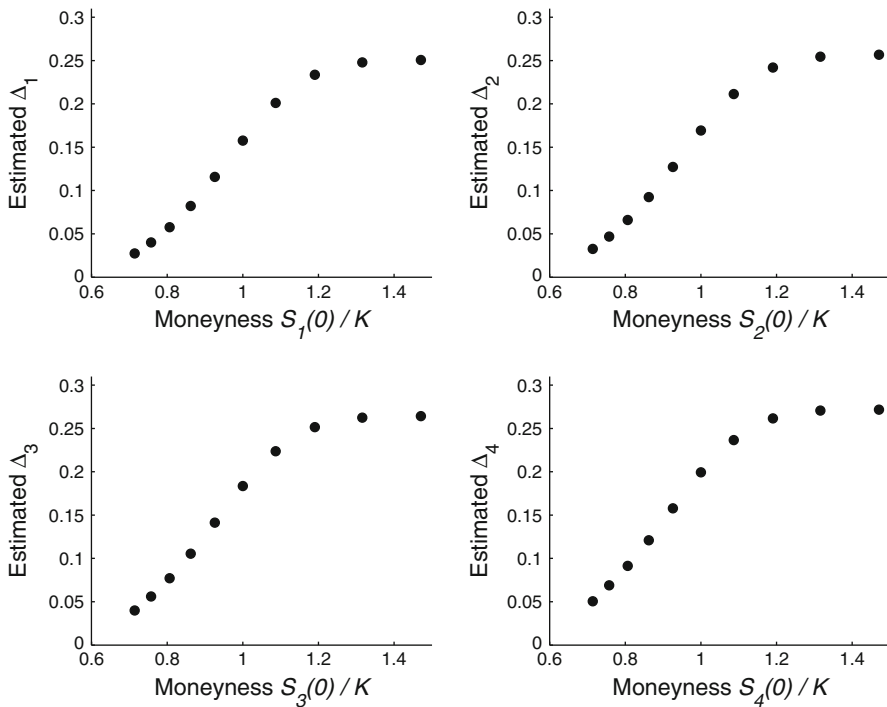 0.3
0.25
0.2
0.15
0.1
0.05
0
0.6 0.8 1 1.2 1.4
Estimated Δ1
Moneyness S1(0) / K
0.3
0.25
0.2
0.15
0.1
0.05
0
0.6 0.8 1 1.2 1.4
Estimated Δ2
Moneyness S2(0) / K
0.3
0.25
0.2
0.15
0.1
0.05
0
0.6 0.8 1 1.2 1.4
Estimated Δ3
Moneyness S3(0) / K
0.3
0.25
0.2
0.15
0.1
0.05
0
0.6 0.8 1 1.2 1.4
Estimated Δ4
Moneyness S4(0) / K